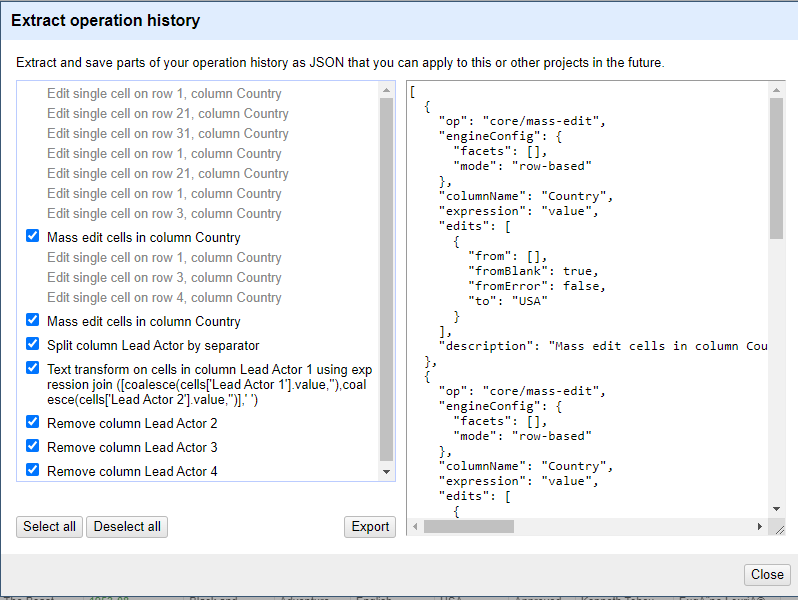 Extract operation history
Extract and save parts of your operation history as JSON that you can apply to this or other projects in the future.
Edit single cell on row 1, column Country
Edit single cell on row 21, column Country
Edit single cell on row 31, column Country
Edit single cell on row 1, column Country
Edit single cell on row 21, column Country
Edit single cell on row 1, column Country
Edit single cell on row 3, column Country
Mass edit cells in column Country
Edit single cell on row 1, column Country
Edit single cell on row 3, column Country
Edit single cell on row 4, column Country
Mass edit cells in column Country
Split column Lead Actor by separator
Text transform on cells in column Lead Actor 1 using exp
ression join ([coalesce(cells['Lead Actor 1'].value,''),coal
esce(cells['Lead Actor 2'].value,'')],' ')
Remove column Lead Actor 2
Remove column Lead Actor 3
Remove column Lead Actor 4
Select all
Deselect all
Export
[
{
"op": "core/mass-edit",
"engineConfig": {
"facets": [],
"mode": "row-based"
},
"columnName": "Country",
"expression": "value",
"edits": [
{
"from": [],
"fromBlank": true,
"fromError": false,
"to": "USA"
}
],
"description": "Mass edit cells in column Cou
},
{
"op": "core/mass-edit",
"engineConfig": {
"facets": [],
"mode": "row-based"
},
"columnName": "Country",
"expression": "value",
"edits": [
{
Close